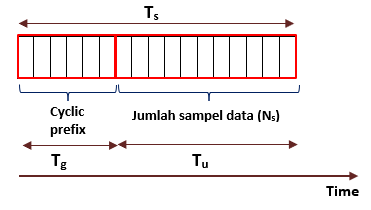 Ts
Cyclic
prefix
Jumlah sampel data (Ns)
Tg
Tu
Time